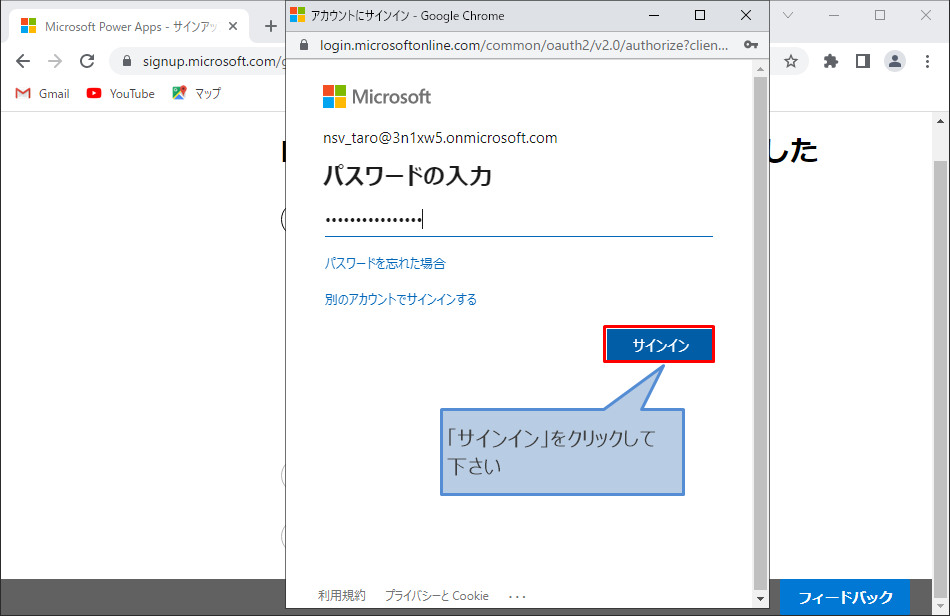 Microsoft Power Apps - サインアッ
アカウントにサインイン - Google Chrome
signup.microsoft.com/g
login.microsoftonline.com/common/oauth2/v2.0/authorize?clien...
Gmail
YouTube
マップ
した
Microsoft
nsv_taro@3n1xw5.onmicrosoft.com
パスワードの入力
••••••••••••••••
パスワードを忘れた場合
別のアカウントでサインインする
サインイン
「サインイン」をクリックして
下さい
利用規約
プライバシーと Cookie
...
フィードバック